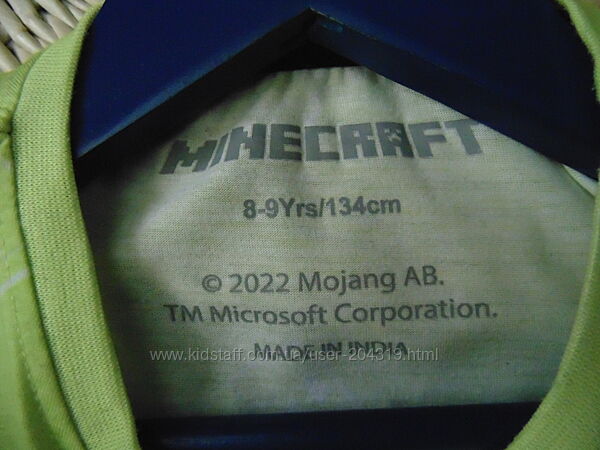 MINECRAFT
8-9Yrs/134cm
© 2022 Mojang AB.
TM Microsoft Corporation.
MADE IN INDIA
www.kidstaff.com.ua/user-204319.html